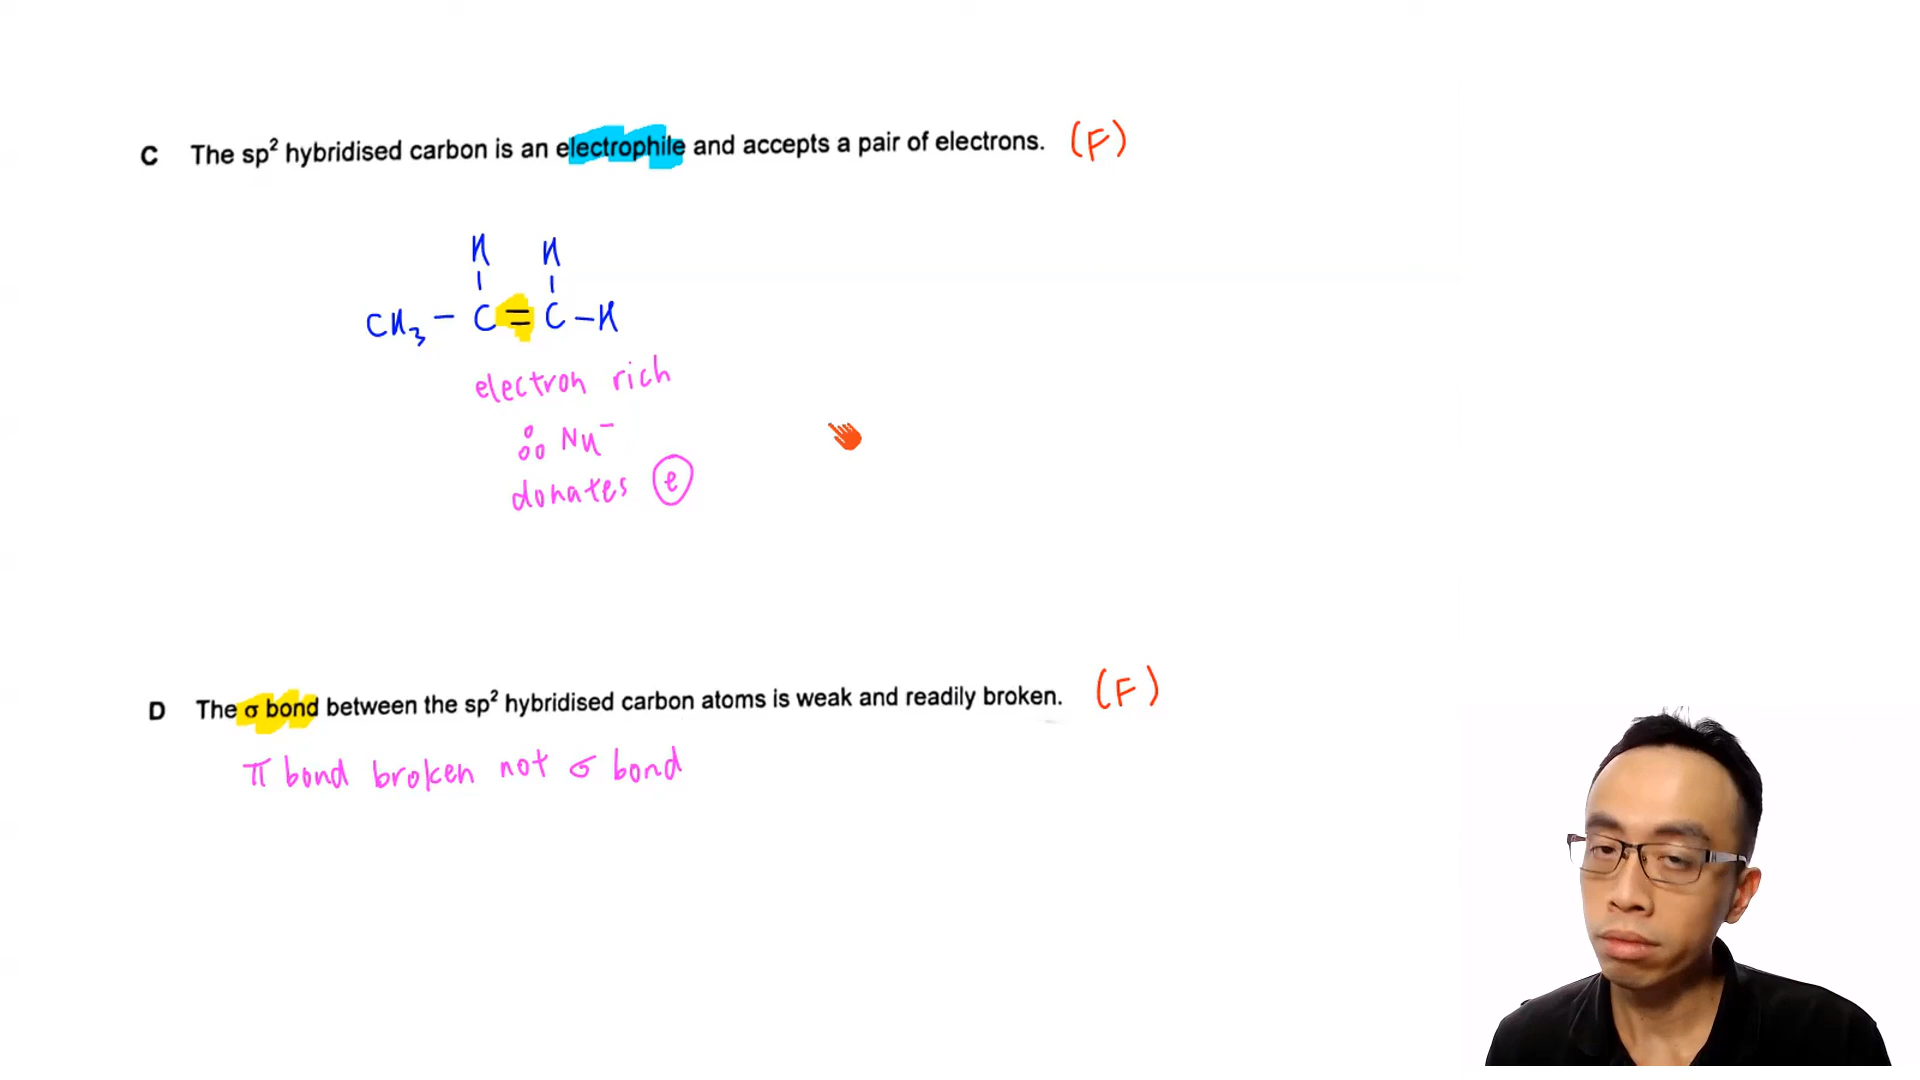 C The sp² hybridised carbon is an electrophile and accepts a pair of electrons. (F)
H H
CH₃ – C = C – H
electron rich
Nu⁻
donates e
D The σ bond between the sp² hybridised carbon atoms is weak and readily broken. (F)
π bond broken not σ bond